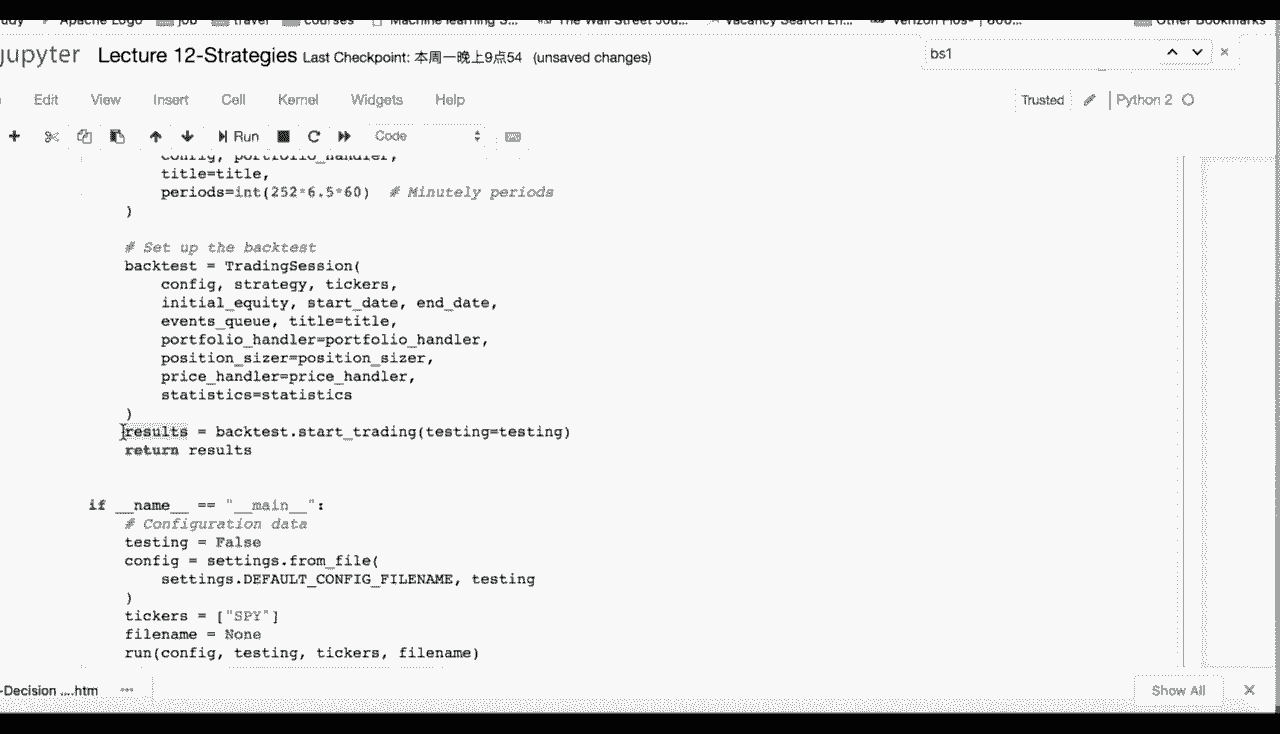 Apache Logo job travel courses Machine learning S... The Wall Street Jou... Vacancy Search En... Verizon Fios- | 800... Other Bookmarks
jupyter Lecture 12-Strategies Last Checkpoint: 本周一晚上9点54 (unsaved changes)
bs1
Edit View Insert Cell Kernel Widgets Help Trusted Python 2
Run Code
config, portfolio_handler,
title=title,
periods=int(252*6.5*60)  # Minutely periods
)
# Set up the backtest
backtest = TradingSession(
config, strategy, tickers,
initial_equity, start_date, end_date,
events_queue, title=title,
portfolio_handler=portfolio_handler,
position_sizer=position_sizer,
price_handler=price_handler,
statistics=statistics
)
results = backtest.start_trading(testing=testing)
return results
if __name__ == "__main__":
# Configuration data
testing = False
config = settings.from_file(
settings.DEFAULT_CONFIG_FILENAME, testing
)
tickers = ["SPY"]
filename = None
run(config, testing, tickers, filename)
-Decision ....htm
Show All